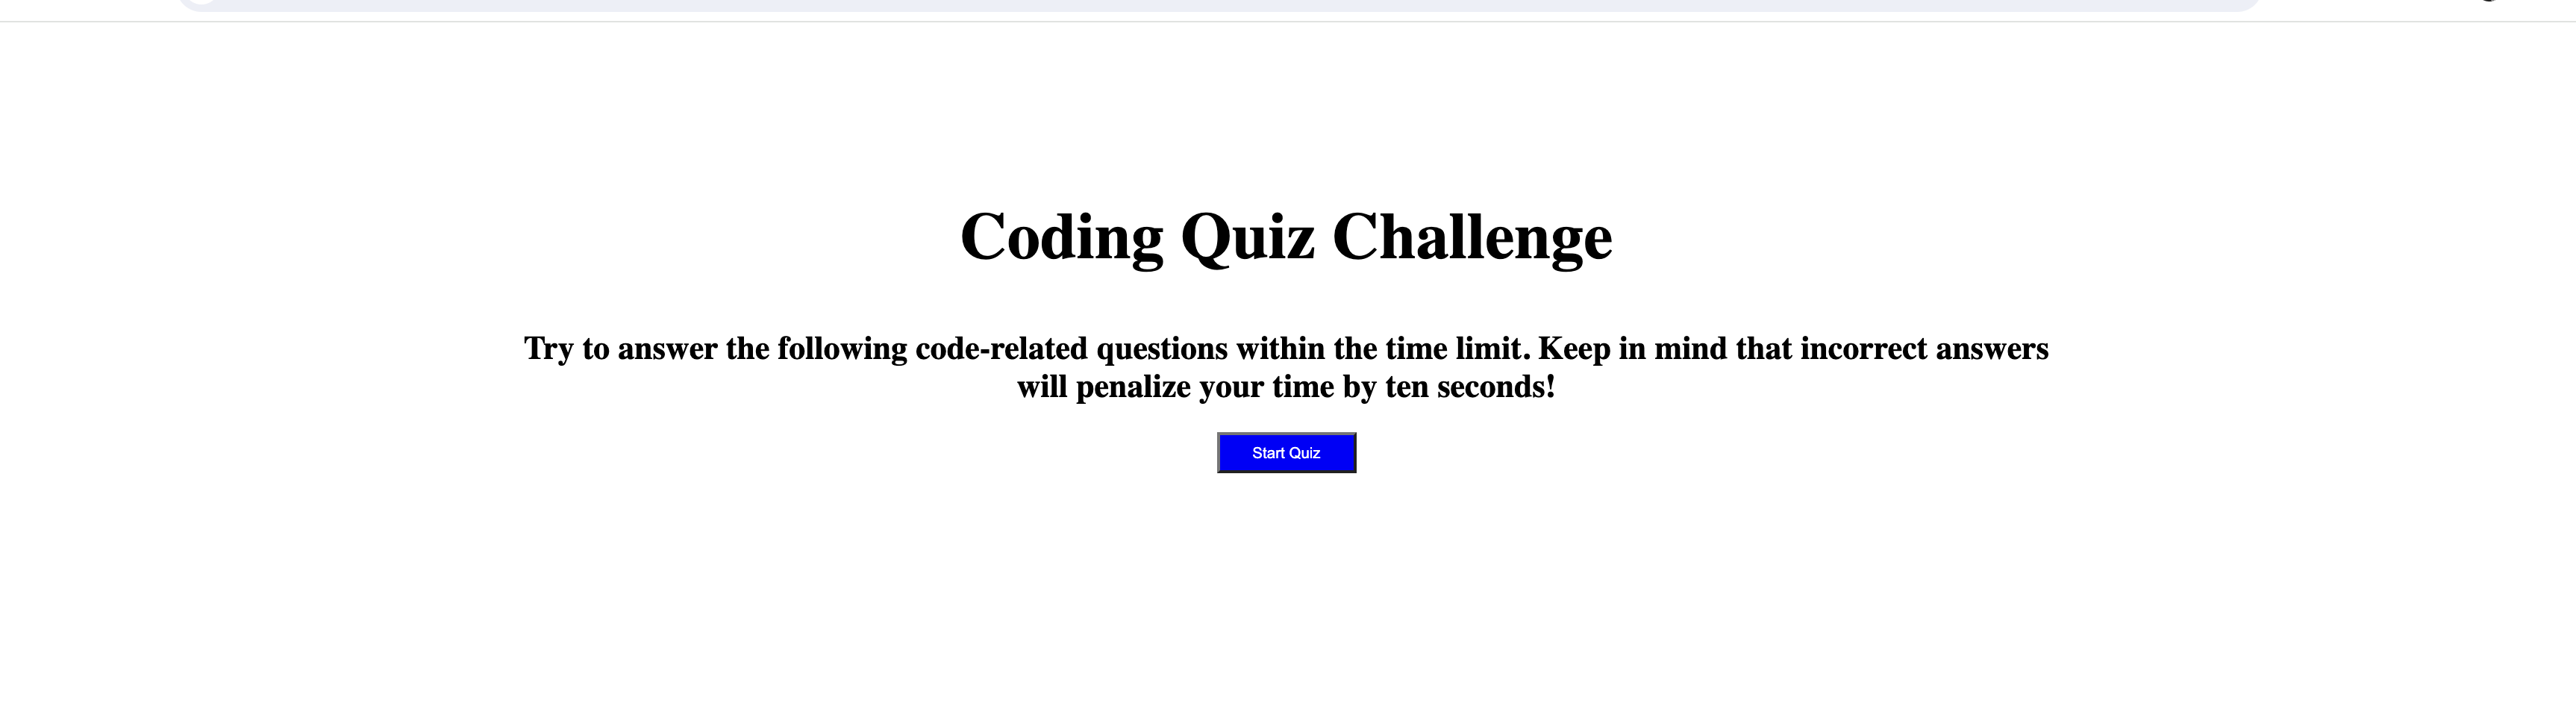 Coding Quiz Challenge
Try to answer the following code-related questions within the time limit. Keep in mind that incorrect answers
will penalize your time by ten seconds!
Start Quiz